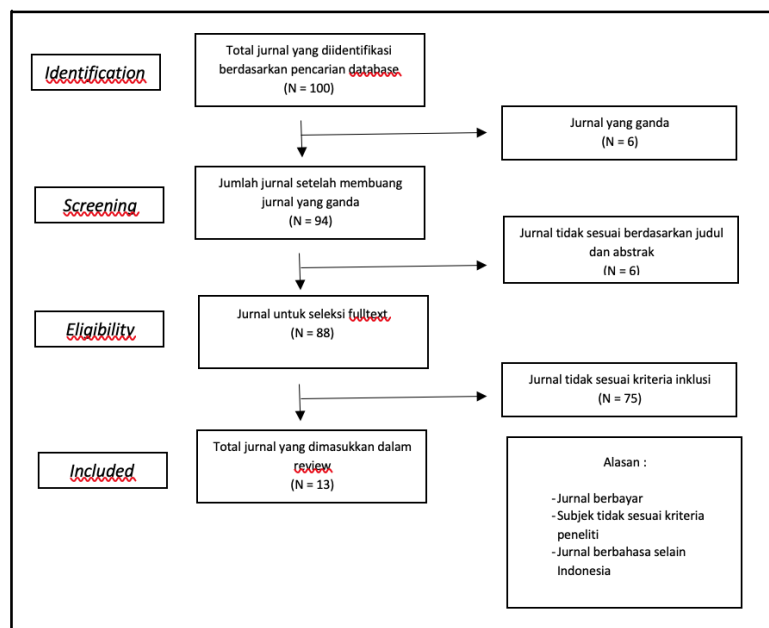 Identification
Total jurnal yang diidentifikasi
berdasarkan pencarian database
(N = 100)
Jurnal yang ganda
(N = 6)
Screening
Jumlah jurnal setelah membuang
jurnal yang ganda
(N = 94)
Jurnal tidak sesuai berdasarkan judul
dan abstrak
(N = 6)
Eligibility
Jurnal untuk seleksi fulltext
(N = 88)
Jurnal tidak sesuai kriteria inklusi
(N = 75)
Included
Total jurnal yang dimasukkan dalam
review
(N = 13)
Alasan :
-Jurnal berbayar
-Subjek tidak sesuai kriteria
peneliti
-Jurnal berbahasa selain
Indonesia